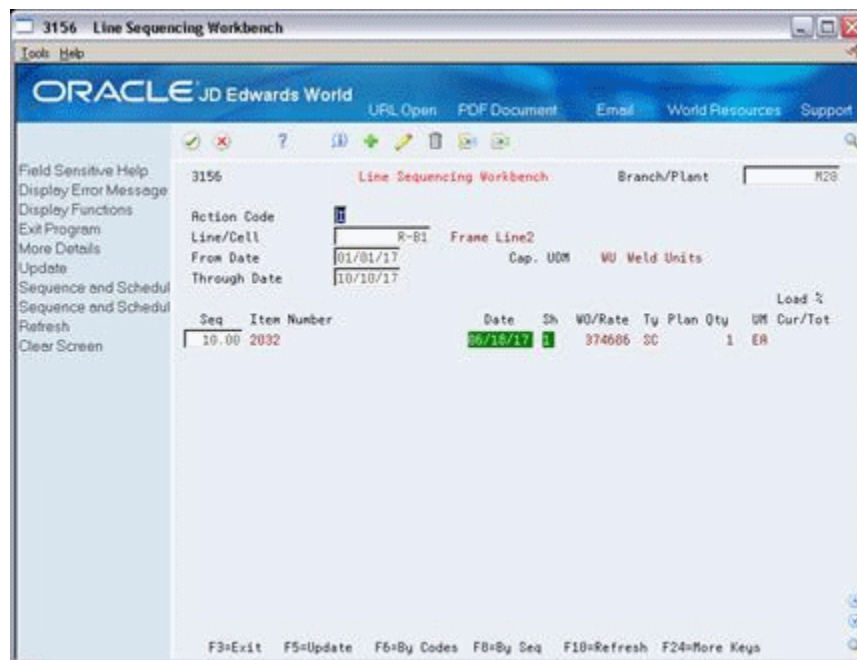 3156 Line Sequencing Workbench
Tools Help
ORACLE JD Edwards World
URL Open PDF Document Email World Resources Support
Field Sensitive Help
Display Error Message
Display Functions
Exit Program
More Details
Update
Sequence and Schedul
Sequence and Schedul
Refresh
Clear Screen
3156 Line Sequencing Workbench Branch/Plant M28
Action Code I
Line/Cell R-B1 Frame Line2
From Date 01/01/17 Cap. UOM WU Weld Units
Through Date 10/10/17
Load %
Seq Item Number Date Sh WO/Rate Ty Plan Qty UM Cur/Tot
10.00 2032 06/18/17 1 374686 SC 1 EA
F3=Exit F5=Update F6=By Codes F8=By Seq F10=Refresh F24=More Keys